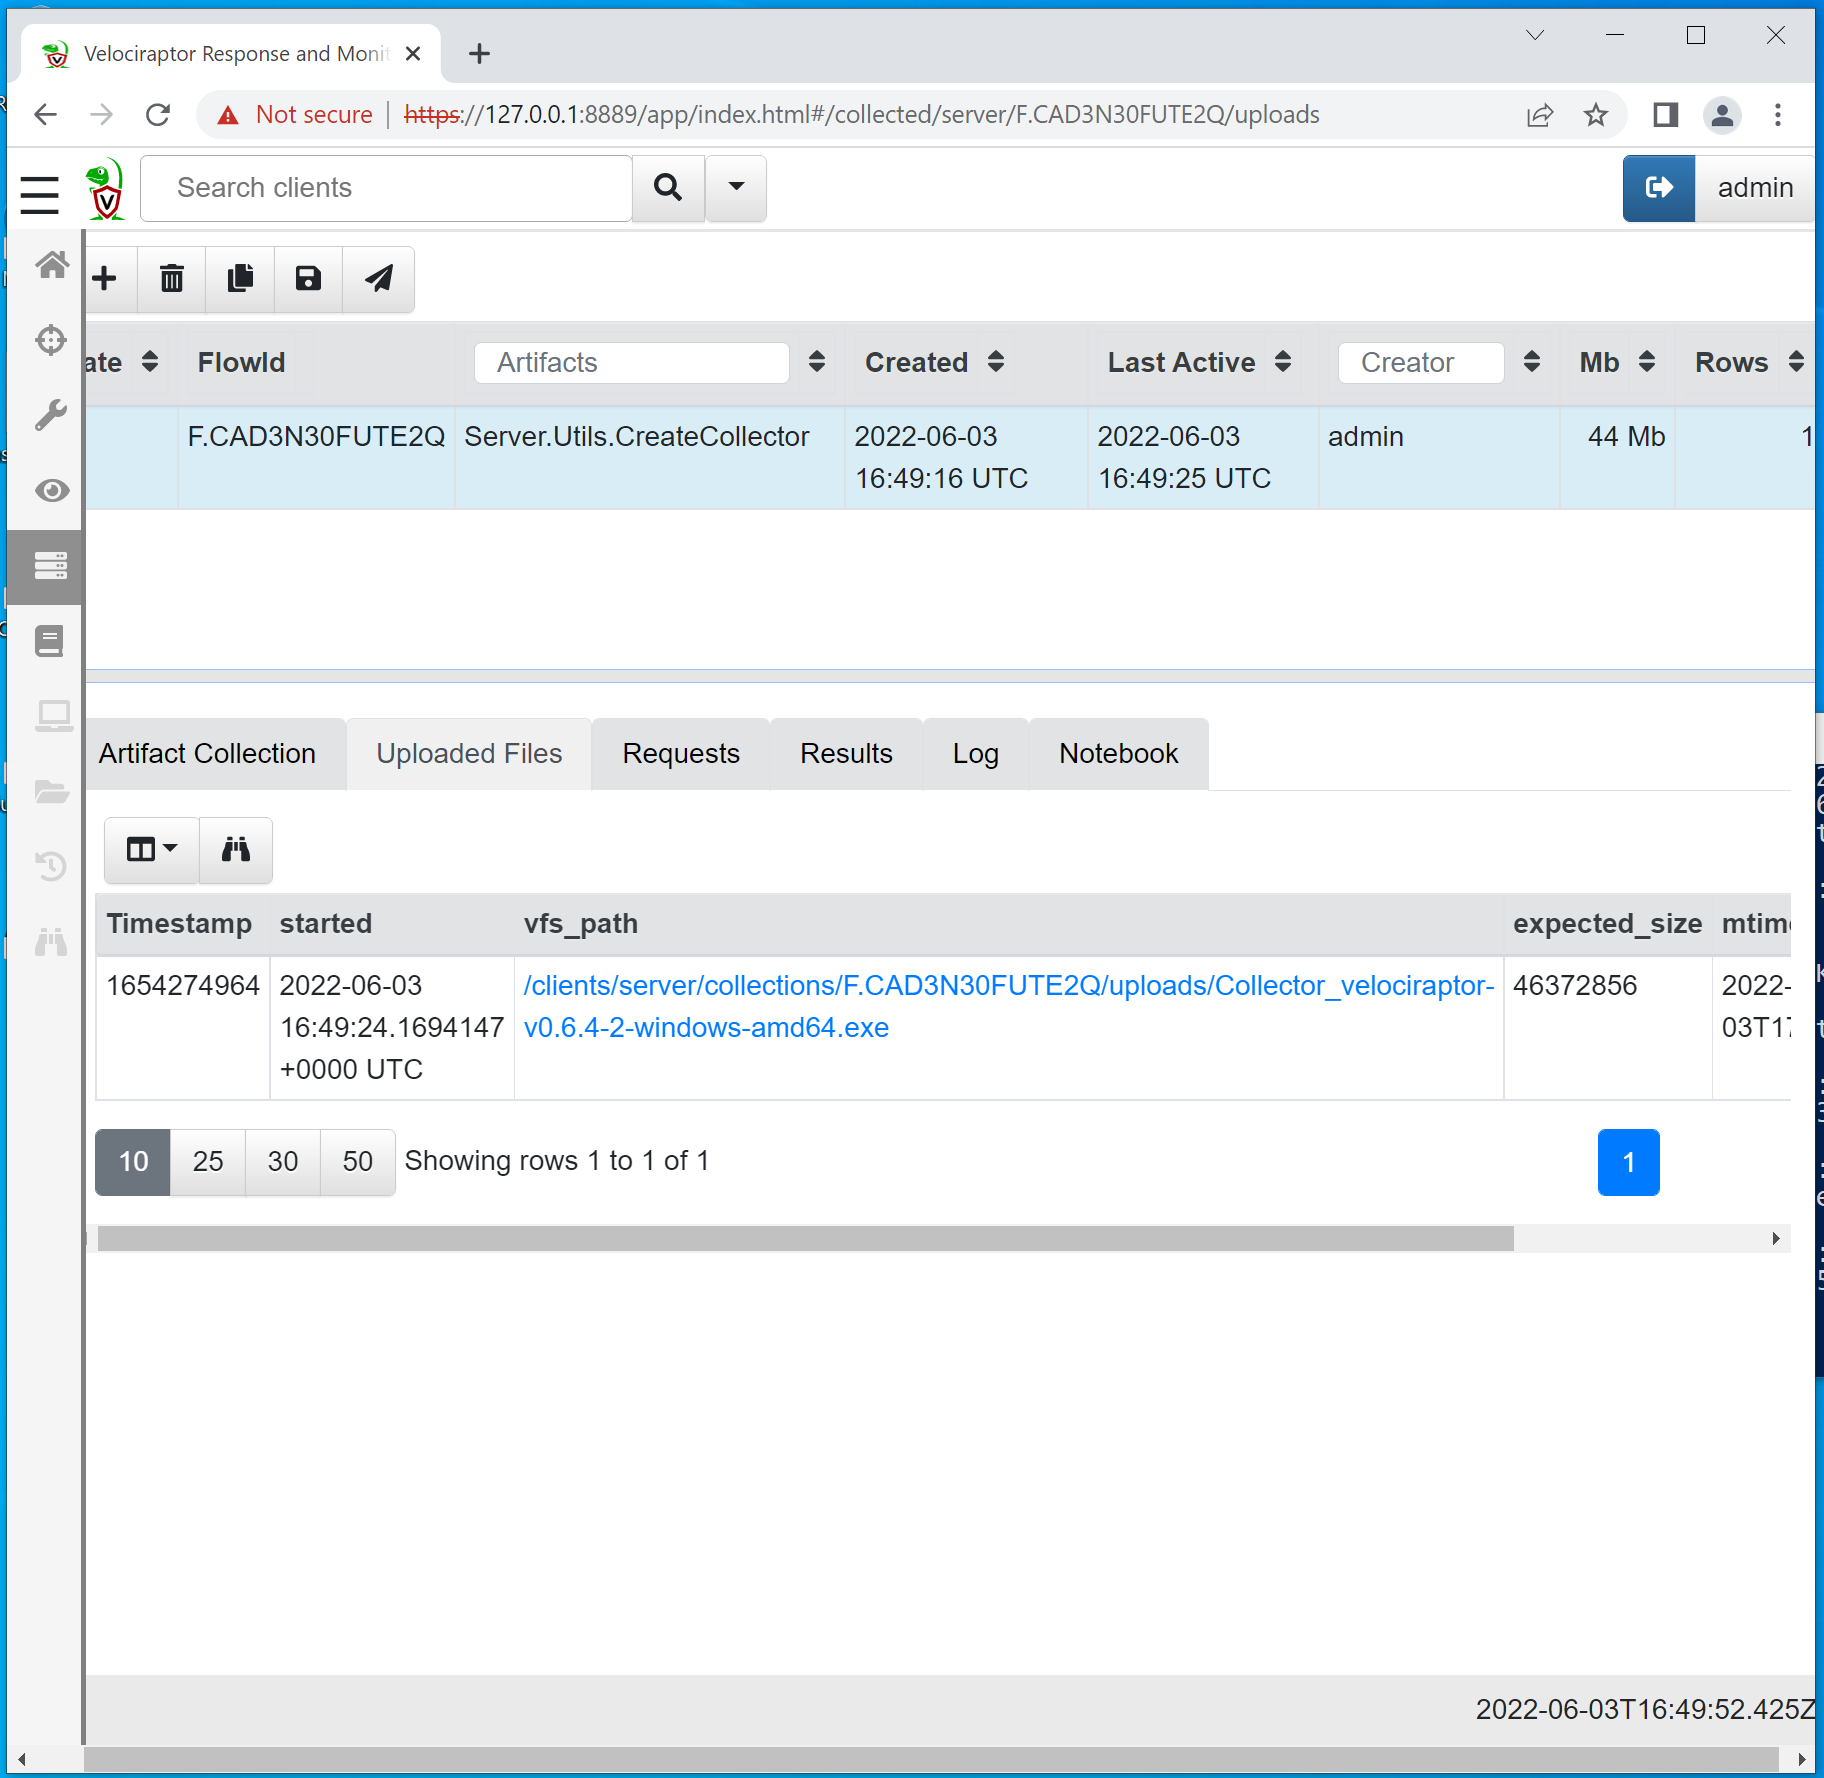 Velociraptor Response and Monit
Not secure | https://127.0.0.1:8889/app/index.html#/collected/server/F.CAD3N30FUTE2Q/uploads
Search clients
admin
ate FlowId Artifacts Created Last Active Creator Mb Rows
F.CAD3N30FUTE2Q Server.Utils.CreateCollector 2022-06-03 2022-06-03 admin 44 Mb 1
16:49:16 UTC 16:49:25 UTC
Artifact Collection Uploaded Files Requests Results Log Notebook
Timestamp started vfs_path expected_size mtime
1654274964 2022-06-03 /clients/server/collections/F.CAD3N30FUTE2Q/uploads/Collector_velociraptor- 46372856 2022-
16:49:24.1694147 v0.6.4-2-windows-amd64.exe 03T17
+0000 UTC
10 25 30 50 Showing rows 1 to 1 of 1 1
2022-06-03T16:49:52.425Z